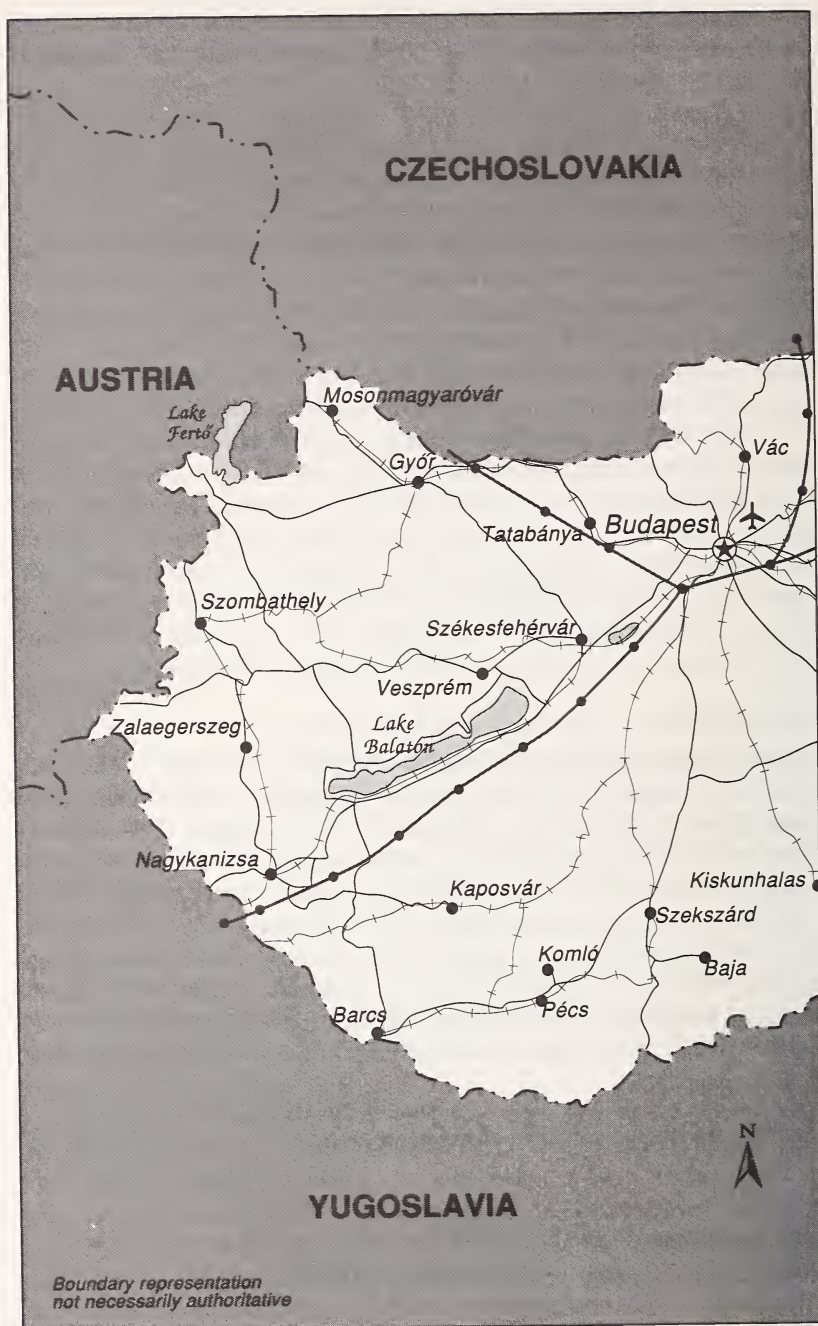 CZECHOSLOVAKIA
AUSTRIA
Lake
Fertő
Mosonmagyaróvár
Győr
Vác
Tatabánya
Budapest
Szombathely
Székesfehérvár
Veszprém
Zalaegerszeg
Lake
Balatón
Nagykanizsa
Kaposvár
Kiskunhalas
Szekszárd
Komló
Baja
Pécs
Barcs
N
YUGOSLAVIA
Boundary representation
not necessarily authoritative